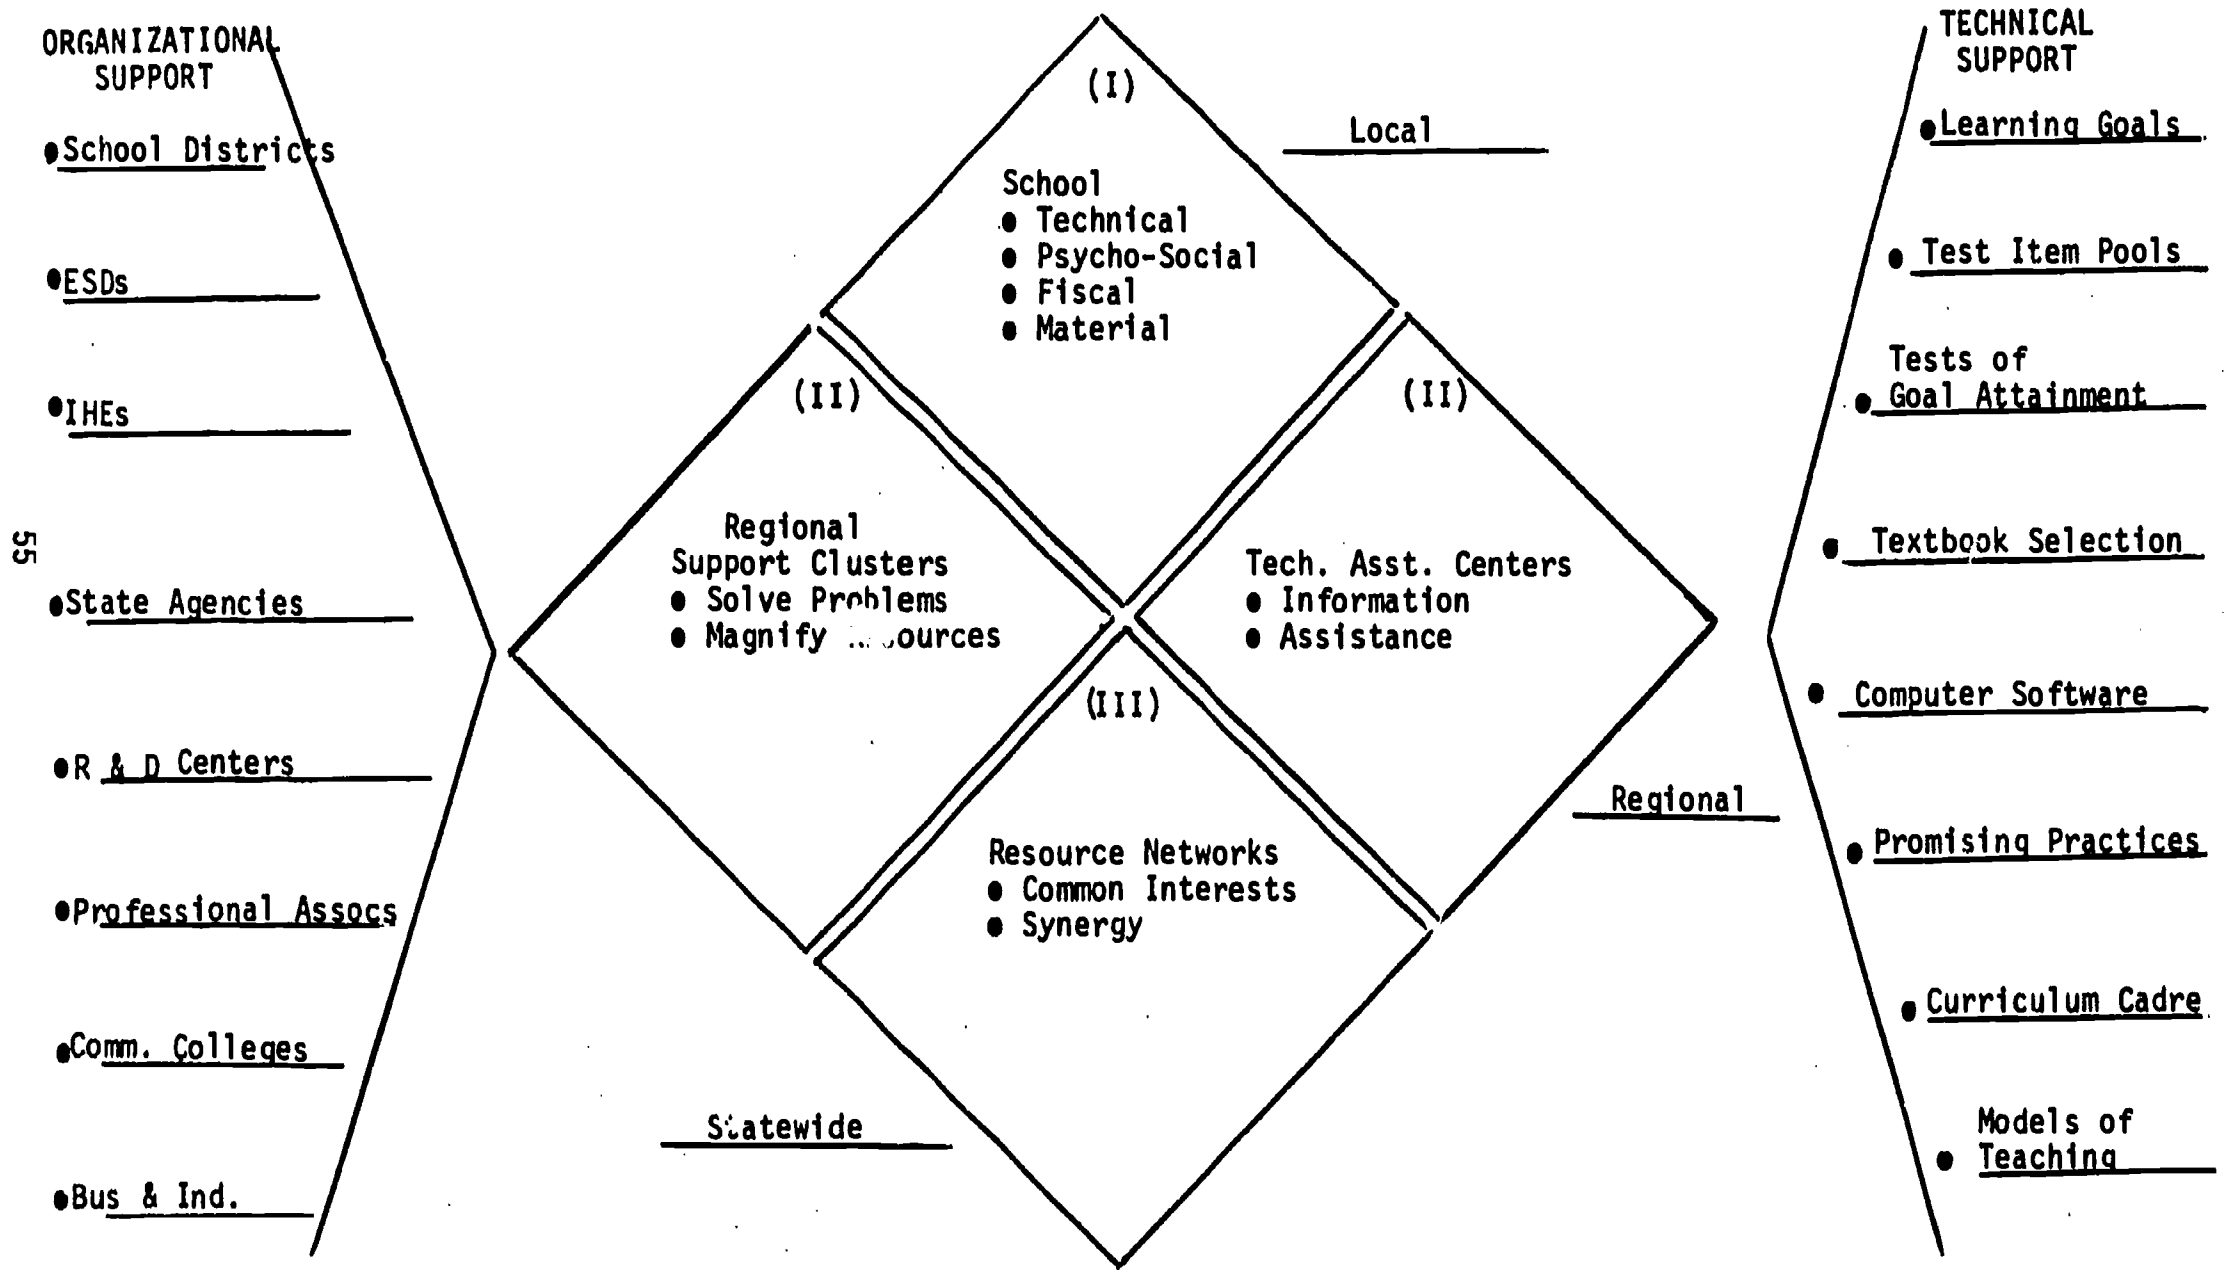 ORGANIZATIONAL
SUPPORT
●School Districts
●ESDs
●IHEs
●State Agencies
●R & D Centers
●Professional Assocs
●Comm. Colleges
●Bus & Ind.
55
(I)
School
● Technical
● Psycho-Social
● Fiscal
● Material
Local
(II)
Regional
Support Clusters
● Solve Problems
● Magnify
(II)
Tech. Asst. Centers
● Information
● Assistance
Regional
(III)
Resource Networks
● Common Interests
● Synergy
Statewide
TECHNICAL
SUPPORT
●Learning Goals
● Test Item Pools
Tests of
● Goal Attainment
● Textbook Selection
● Computer Software
● Promising Practices
● Curriculum Cadre
Models of
● Teaching